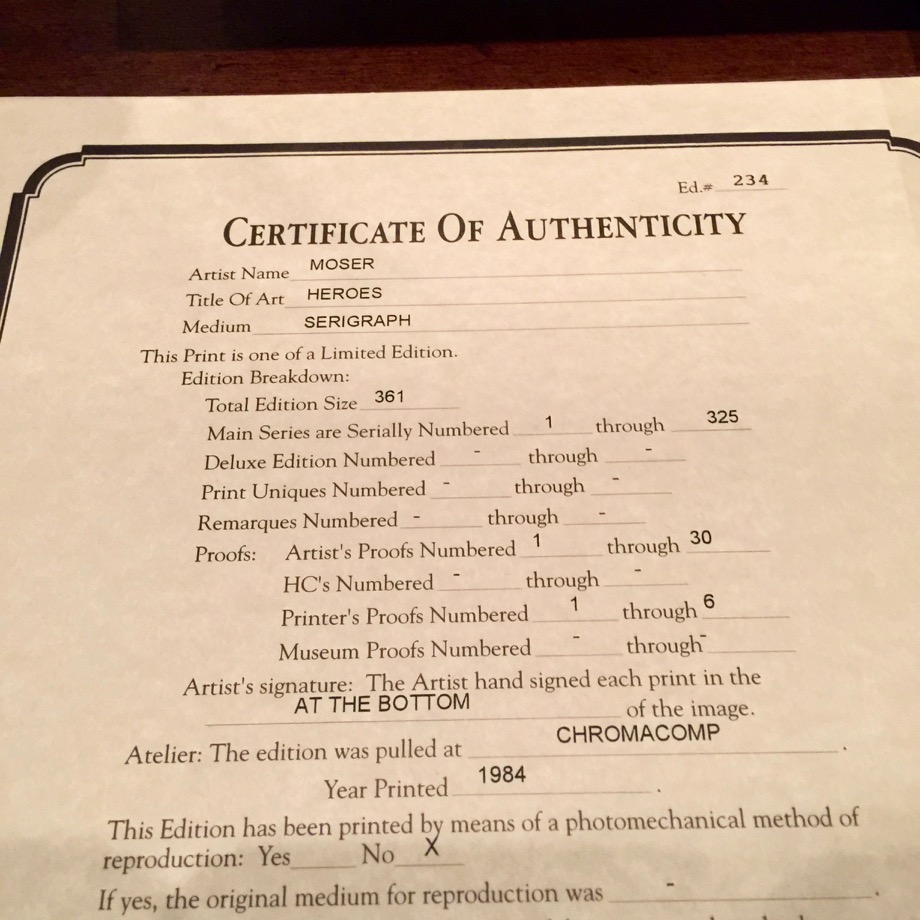 Ed.# 234
CERTIFICATE OF AUTHENTICITY
Artist Name MOSER
Title Of Art HEROES
Medium SERIGRAPH
This Print is one of a Limited Edition.
Edition Breakdown:
Total Edition Size 361
Main Series are Serially Numbered 1 through 325
Deluxe Edition Numbered - through -
Print Uniques Numbered - through -
Remarques Numbered - through -
Proofs: Artist's Proofs Numbered 1 through 30
HC's Numbered - through -
Printer's Proofs Numbered 1 through 6
Museum Proofs Numbered - through -
Artist's signature: The Artist hand signed each print in the
AT THE BOTTOM of the image.
Atelier: The edition was pulled at CHROMACOMP.
Year Printed 1984.
This Edition has been printed by means of a photomechanical method of
reproduction: Yes No X
If yes, the original medium for reproduction was -.